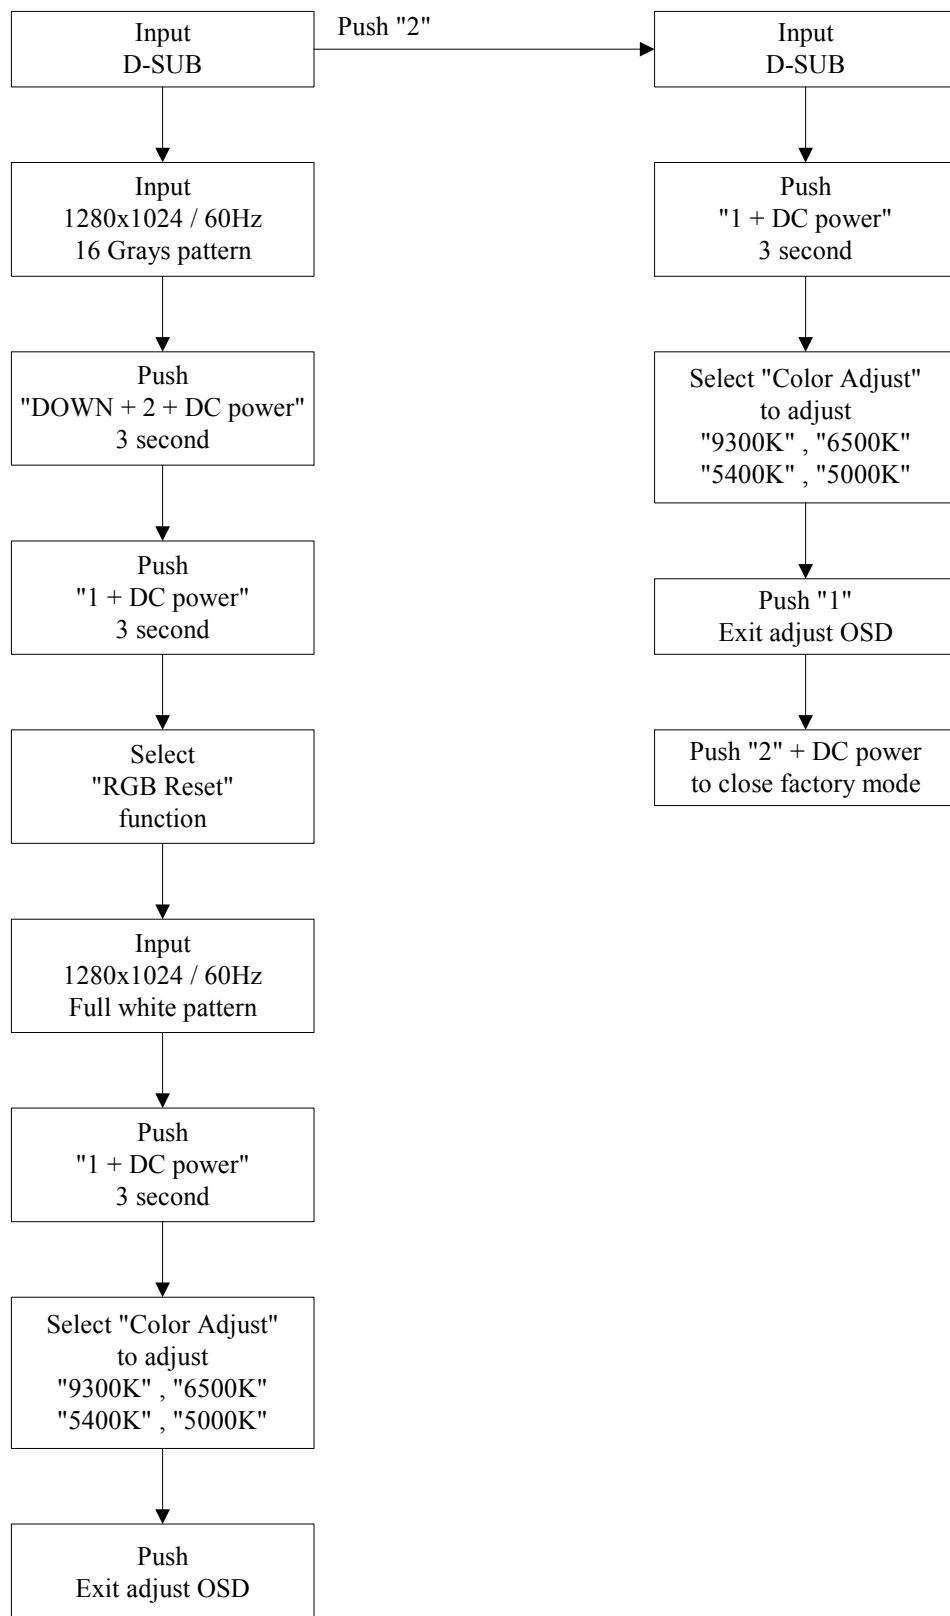 Input
D-SUB
Input
1280x1024 / 60Hz
16 Grays pattern
Push
"DOWN + 2 + DC power"
3 second
Push
"1 + DC power"
3 second
Select
"RGB Reset"
function
Input
1280x1024 / 60Hz
Full white pattern
Push
"1 + DC power"
3 second
Select "Color Adjust"
to adjust
"9300K" , "6500K"
"5400K" , "5000K"
Push
Exit adjust OSD
Push "2"
Input
D-SUB
Push
"1 + DC power"
3 second
Select "Color Adjust"
to adjust
"9300K" , "6500K"
"5400K" , "5000K"
Push "1"
Exit adjust OSD
Push "2" + DC power
to close factory mode